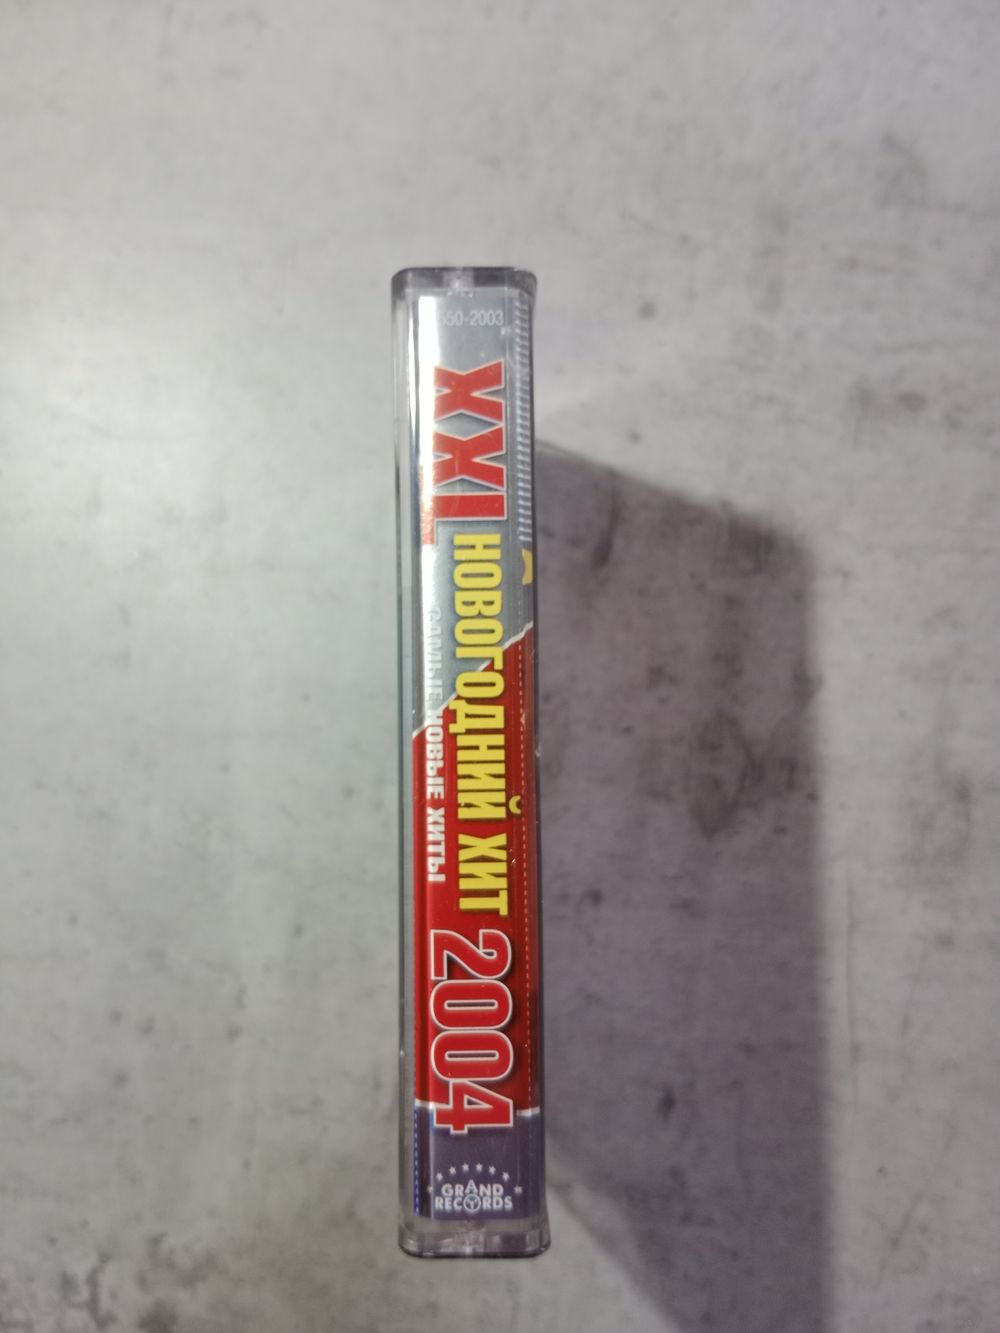 550-2003
XXL
НОВОГОДНИЙ ХИТ
САМЫЕ НОВЫЕ ХИТЫ
2004
GRAND
RECORDS